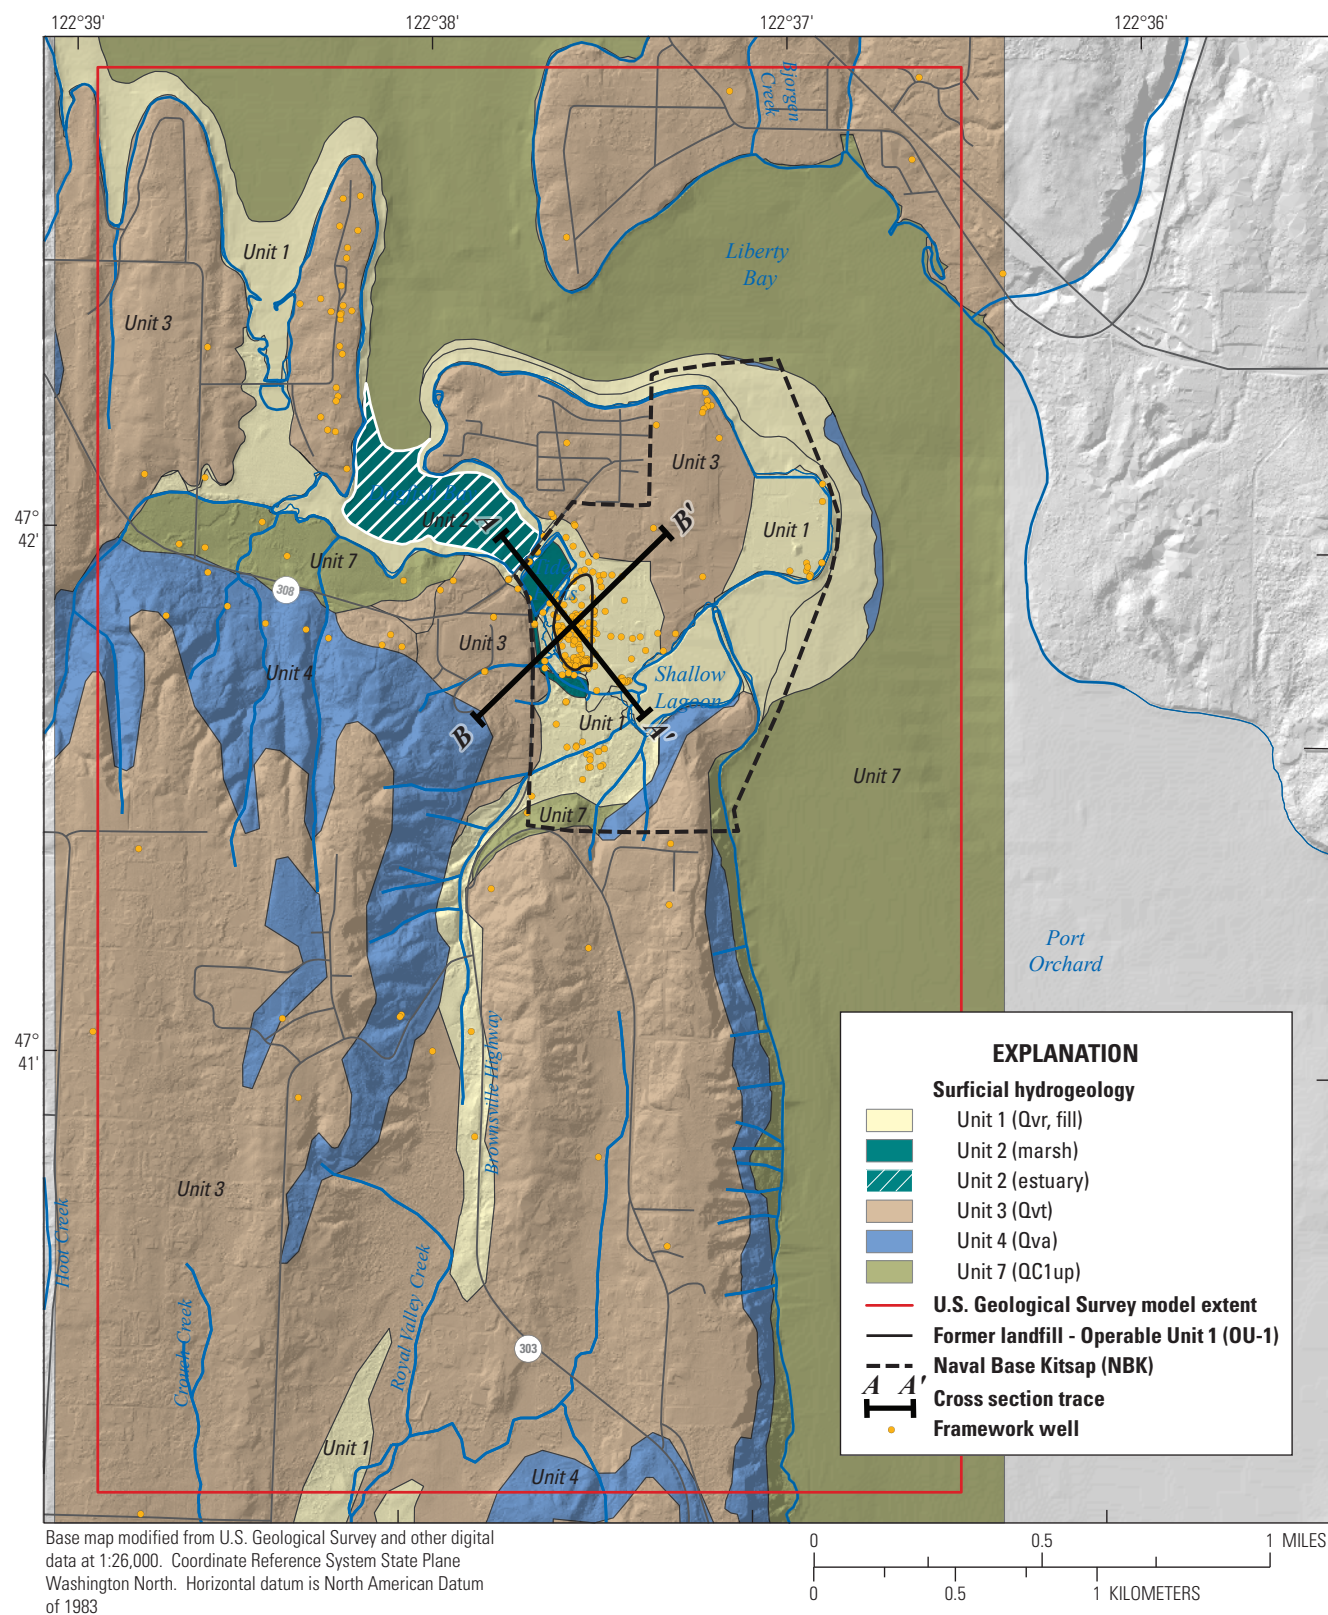 122°39'
122°38'
122°37'
122°36'
Bjorgen
Creek
Unit 1
Liberty
Bay
Unit 3
Unit 3
Unit 2
A
B'
47°
42'
Unit 1
Unit 7
308
Unit 3
Unit 4
Shallow
Lagoon
Unit 1
B
A'
Unit 7
Unit 7
Port
Orchard
47°
41'
Brownsville Highway
Unit 3
Royal Valley Creek
Crouch Creek
303
Unit 1
Unit 4
EXPLANATION
Surficial hydrogeology
Unit 1 (Qvr, fill)
Unit 2 (marsh)
Unit 2 (estuary)
Unit 3 (Qvt)
Unit 4 (Qva)
Unit 7 (QC1up)
U.S. Geological Survey model extent
Former landfill - Operable Unit 1 (OU-1)
Naval Base Kitsap (NBK)
A A'
Cross section trace
Framework well
Base map modified from U.S. Geological Survey and other digital
data at 1:26,000. Coordinate Reference System State Plane
Washington North. Horizontal datum is North American Datum
of 1983
0 0.5 1 MILES
0 0.5 1 KILOMETERS